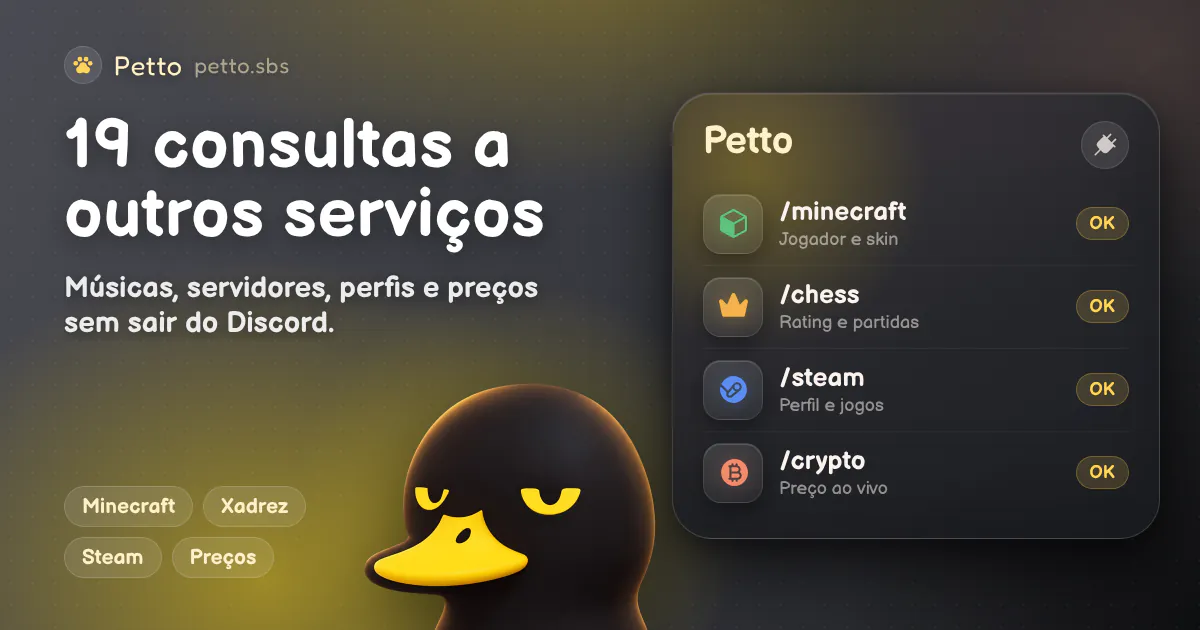 Petto petto.sbs
19 consultas a
outros serviços
Músicas, servidores, perfis e preços
sem sair do Discord.
Minecraft Xadrez
Steam Preços
Petto
/minecraft
Jogador e skin
OK
/chess
Rating e partidas
OK
/steam
Perfil e jogos
OK
/crypto
Preço ao vivo
OK